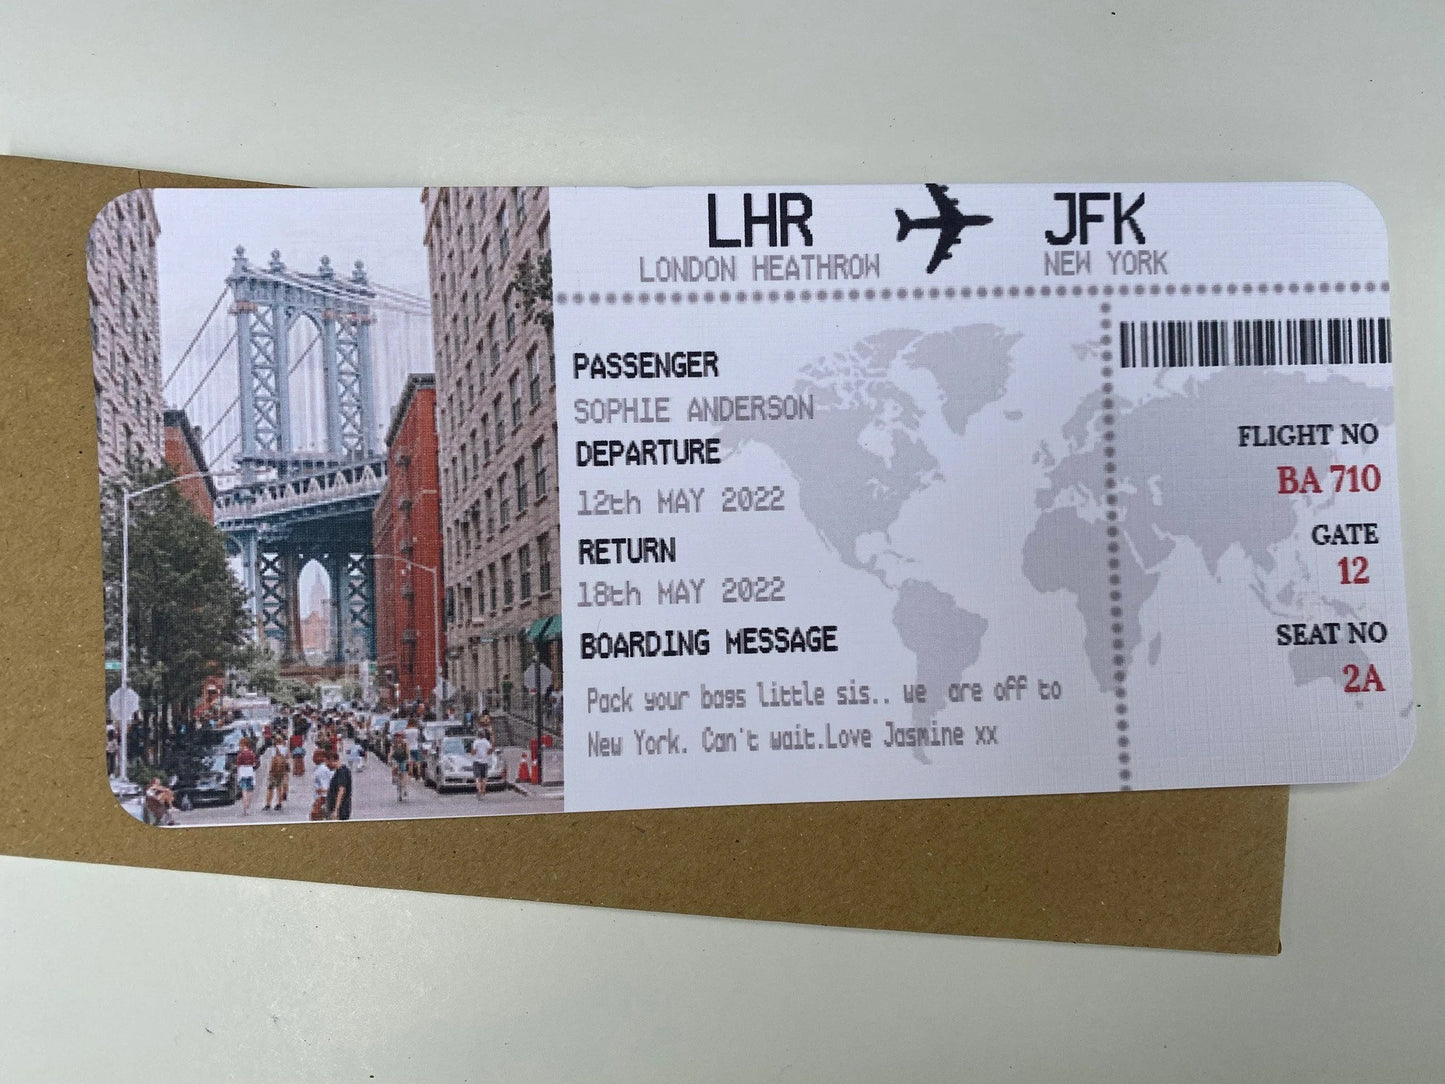 LHR JFK
LONDON HEATHROW NEW YORK
PASSENGER
SOPHIE ANDERSON
DEPARTURE
12th MAY 2022
RETURN
18th MAY 2022
BOARDING MESSAGE
Pack your bags little sis.. we are off to
New York. Can't wait.Love Jasmine xx
FLIGHT NO
BA 710
GATE
12
SEAT NO
2A